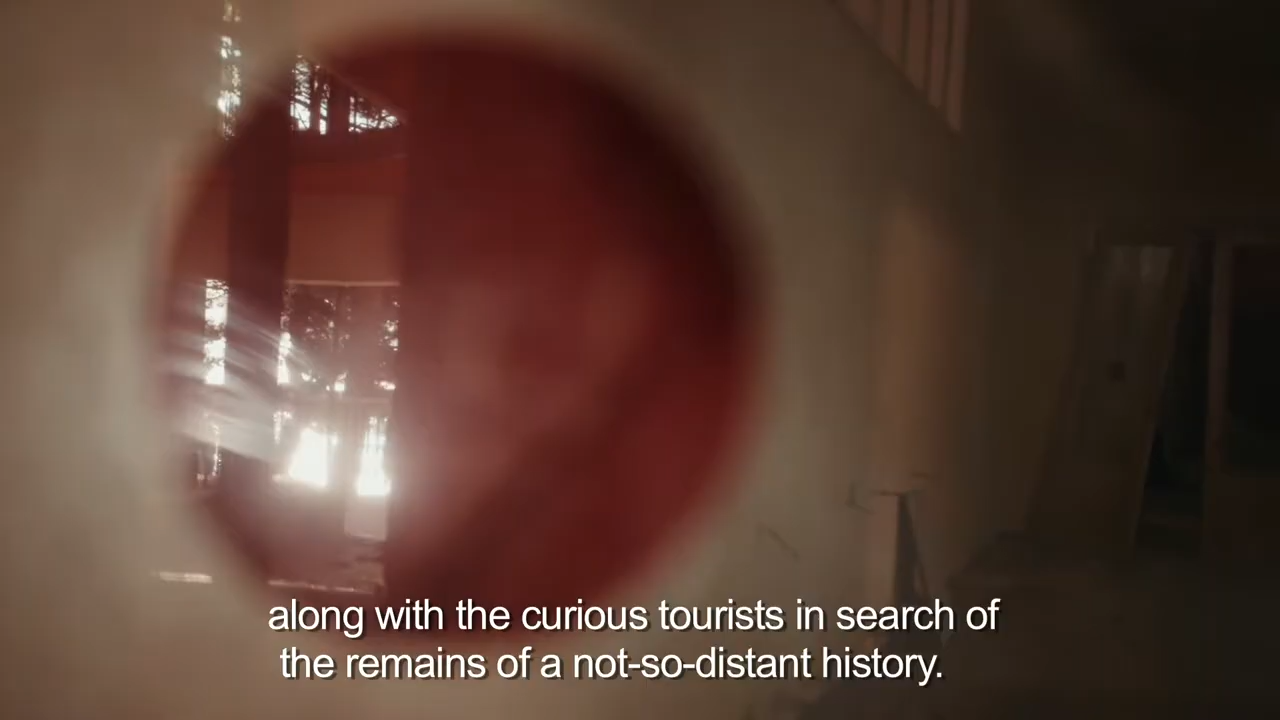 along with the curious tourists in search of
the remains of a not-so-distant history.